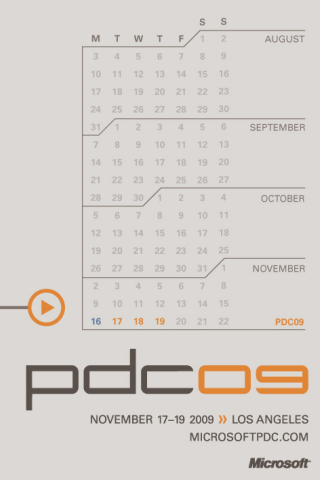 S S
M T W T F 1 2 AUGUST
3 4 5 6 7 8 9
10 11 12 13 14 15 16
17 18 19 20 21 22 23
24 25 26 27 28 29 30
31 1 2 3 4 5 6 SEPTEMBER
7 8 9 10 11 12 13
14 15 16 17 18 19 20
21 22 23 24 25 26 27
28 29 30 1 2 3 4 OCTOBER
5 6 7 8 9 10 11
12 13 14 15 16 17 18
19 20 21 22 23 24 25
26 27 28 29 30 31 1 NOVEMBER
2 3 4 5 6 7 8
9 10 11 12 13 14 15
16 17 18 19 20 21 22 PDC09
pdc09
NOVEMBER 17–19 2009 » LOS ANGELES
MICROSOFTPDC.COM
Microsoft